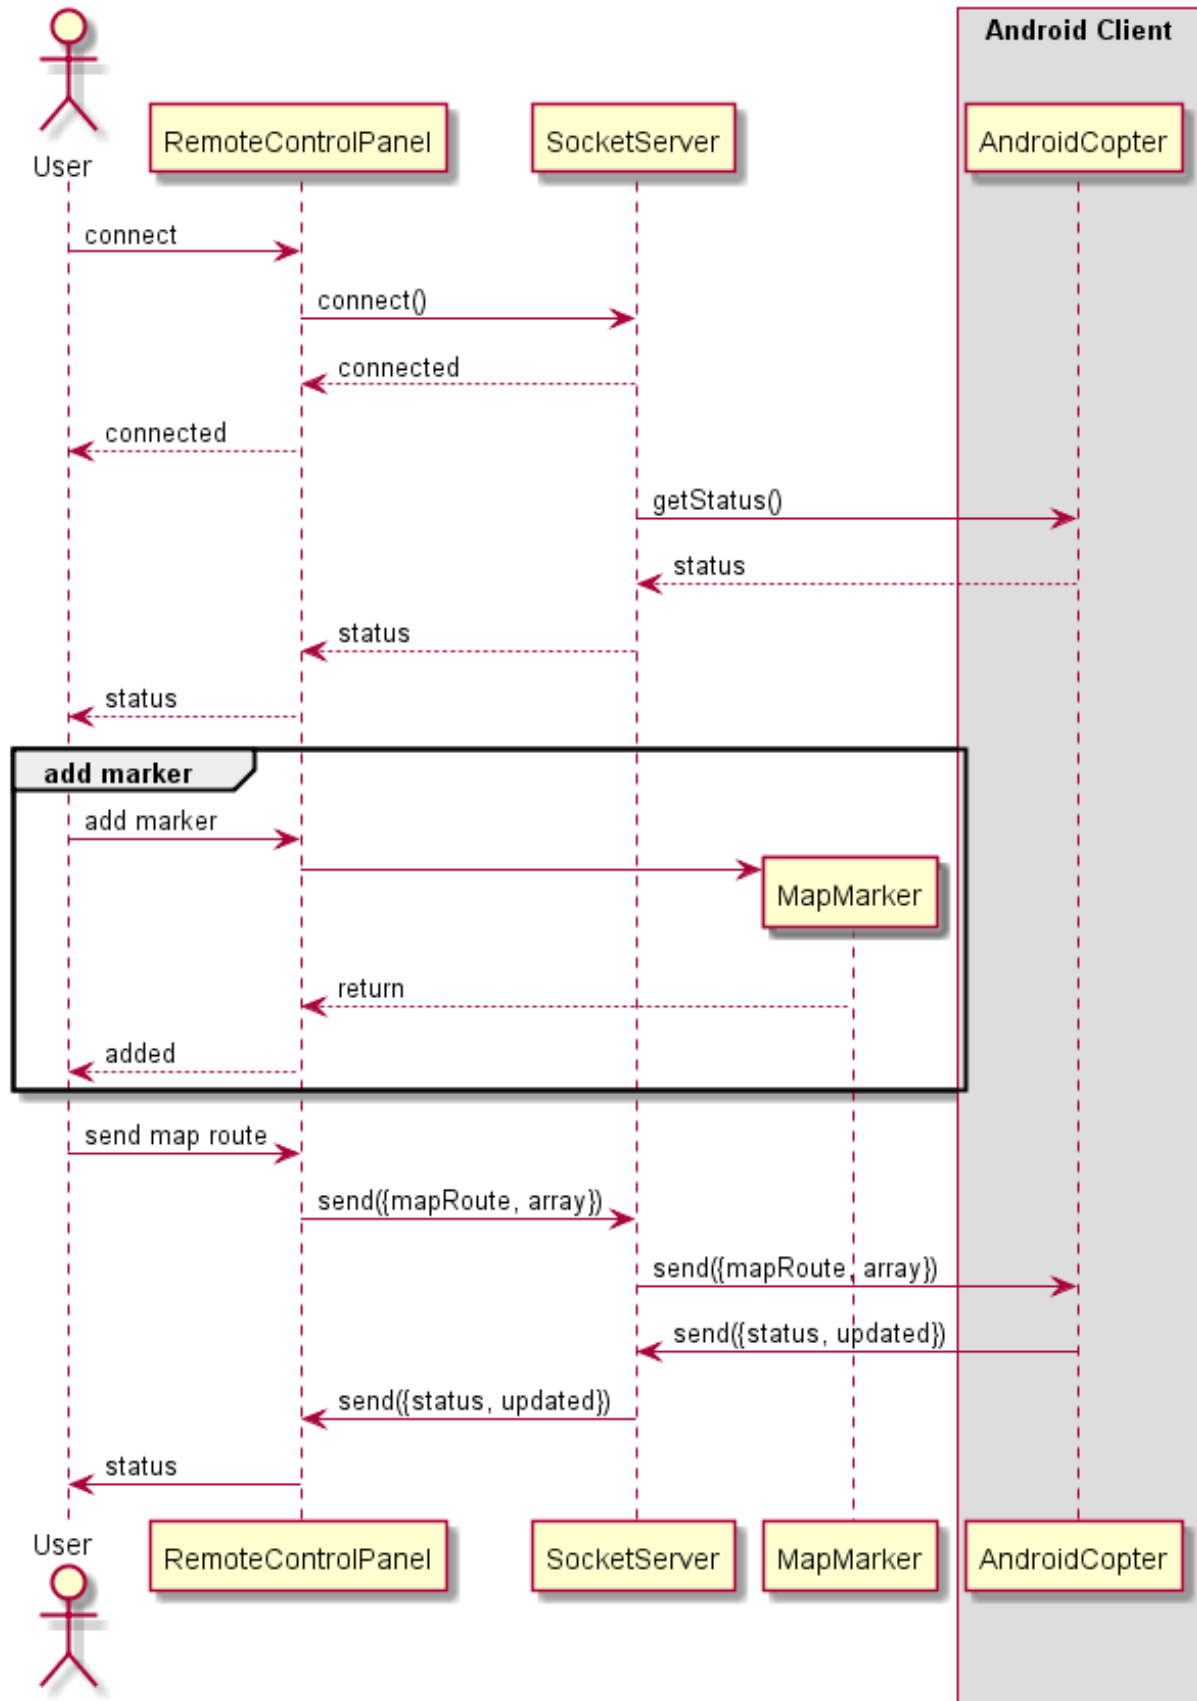 Android Client
User
RemoteControlPanel
SocketServer
AndroidCopter
connect
connect()
connected
connected
getStatus()
status
status
status
add marker
add marker
MapMarker
return
added
send map route
send({mapRoute, array})
send({mapRoute, array})
send({status, updated})
send({status, updated})
status
User
RemoteControlPanel
SocketServer
MapMarker
AndroidCopter